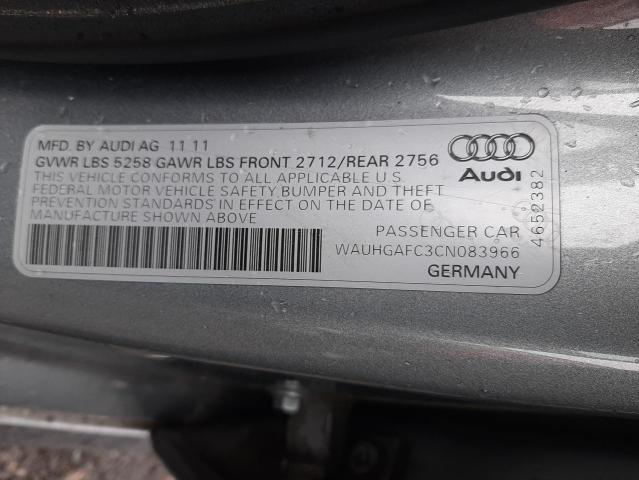 MFD. BY AUDI AG 11 11
GVWR LBS 5258 GAWR LBS FRONT 2712/REAR 2756
THIS VEHICLE CONFORMS TO ALL APPLICABLE U.S.
FEDERAL MOTOR VEHICLE SAFETY, BUMPER AND THEFT
PREVENTION STANDARDS IN EFFECT ON THE DATE OF
MANUFACTURE SHOWN ABOVE
Audi
4652382
PASSENGER CAR
WAUHGAFC3CN083966
GERMANY